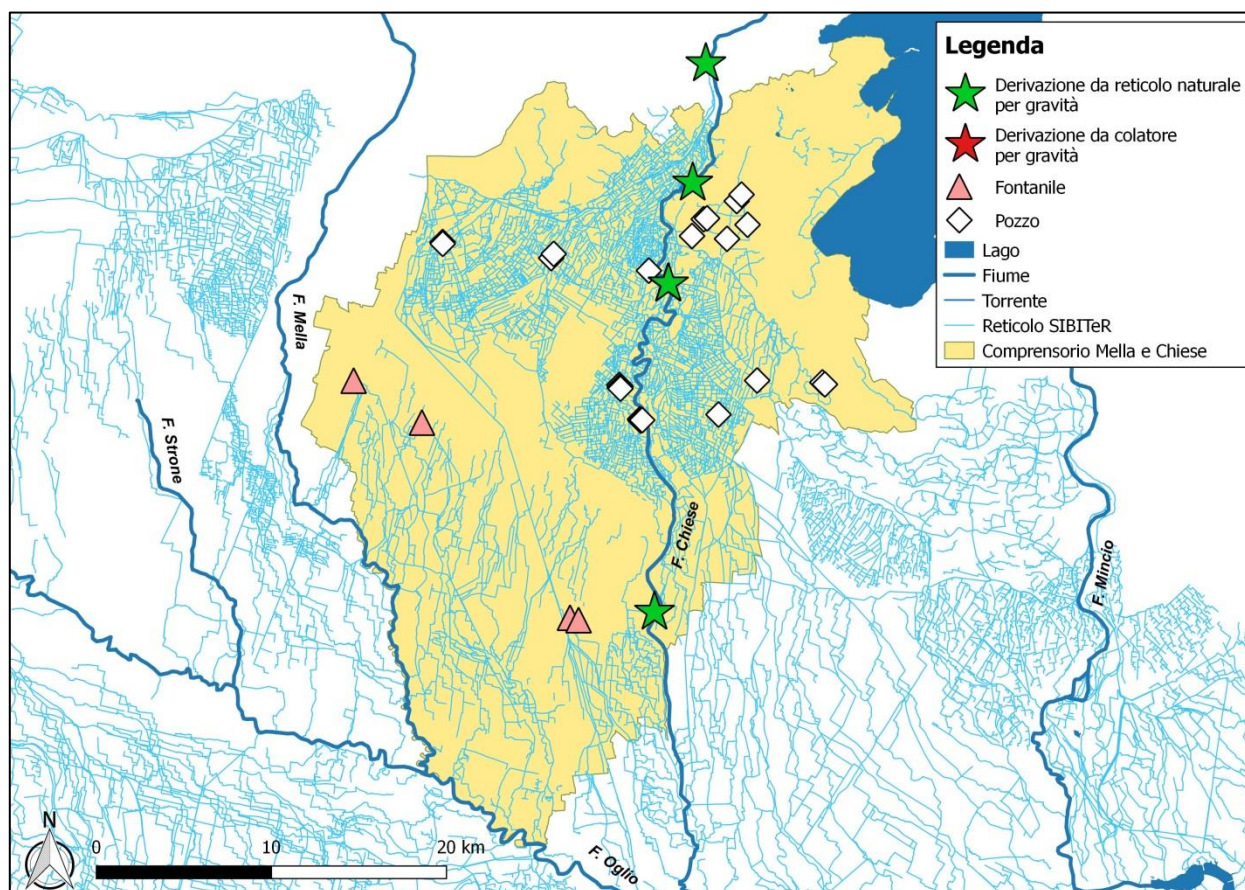 Legenda
Derivazione da reticolo naturale
per gravità
Derivazione da colatore
per gravità
Fontanile
Pozzo
Lago
Fiume
Torrente
Reticolo SIBITeR
Comprensorio Mella e Chiese
F. Mella
F. Strone
F. Chiese
F. Mincio
F. Oglio
N
0 10 20 km